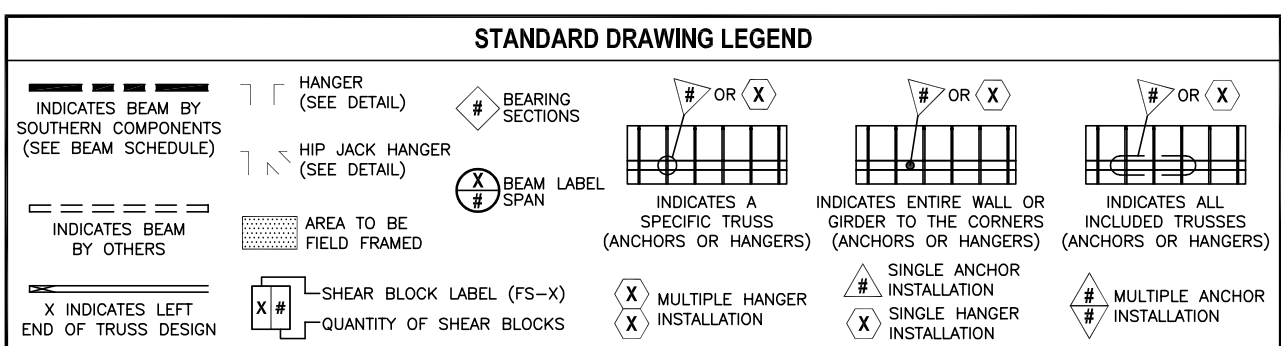 STANDARD DRAWING LEGEND
INDICATES BEAM BY
SOUTHERN COMPONENTS
(SEE BEAM SCHEDULE)
INDICATES BEAM
BY OTHERS
X INDICATES LEFT
END OF TRUSS DESIGN
HANGER
(SEE DETAIL)
HIP JACK HANGER
(SEE DETAIL)
AREA TO BE
FIELD FRAMED
X #
SHEAR BLOCK LABEL (FS-X)
QUANTITY OF SHEAR BLOCKS
#
BEARING
SECTIONS
X
#
BEAM LABEL
SPAN
# OR X
INDICATES A
SPECIFIC TRUSS
(ANCHORS OR HANGERS)
X
X
MULTIPLE HANGER
INSTALLATION
# OR X
INDICATES ENTIRE WALL OR
GIRDER TO THE CORNERS
(ANCHORS OR HANGERS)
#
SINGLE ANCHOR
INSTALLATION
X
SINGLE HANGER
INSTALLATION
# OR X
INDICATES ALL
INCLUDED TRUSSES
(ANCHORS OR HANGERS)
#
#
MULTIPLE ANCHOR
INSTALLATION